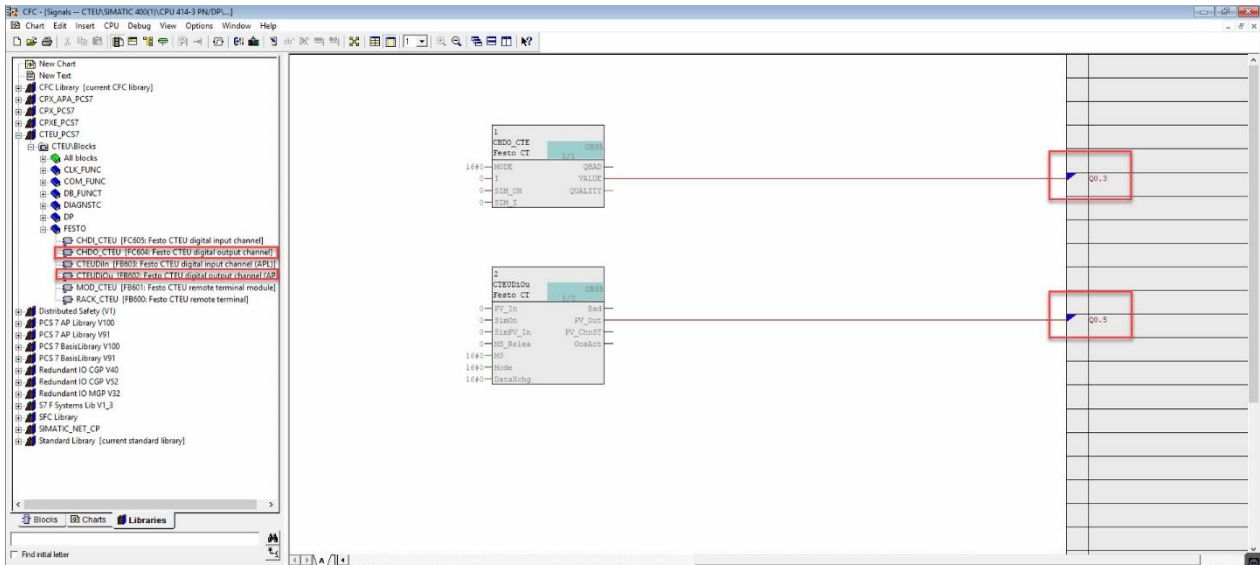 CFC - [Signals -- CTEU\SIMATIC 400(1)\CPU 414-3 PN/DP\...]
Chart Edit Insert CPU Debug View Options Window Help
1
New Chart
New Text
CFC Library [current CFC library]
CPX_APA_PCS7
CPX_PCS7
CPXE_PCS7
CTEU_PCS7
CTEU\Blocks
All blocks
CLK_FUNC
COM_FUNC
DB_FUNCT
DIAGNSTC
DP
FESTO
CHDI_CTEU [FC605: Festo CTEU digital input channel]
CHDO_CTEU [FC604: Festo CTEU digital output channel]
CTEUDiIn [FB603: Festo CTEU digital input channel (APL)]
CTEUDiOu [FB602: Festo CTEU digital output channel (AP
MOD_CTEU [FB601: Festo CTEU remote terminal module]
RACK_CTEU [FB600: Festo CTEU remote terminal]
Distributed Safety (V1)
PCS 7 AP Library V100
PCS 7 AP Library V91
PCS 7 BasisLibrary V100
PCS 7 BasisLibrary V91
Redundant IO CGP V40
Redundant IO CGP V52
Redundant IO MGP V32
S7 F Systems Lib V1_3
SFC Library
SIMATIC_NET_CP
Standard Library [current standard library]
Blocks Charts Libraries
Find initial letter
1
CHDO_CTE
Festo CT
OB35
1/1
16#0 MODE QBAD
0 I VALUE
0 SIM_ON QUALITY
0 SIM_I
Q0.3
2
CTEUDiOu
Festo CT
OB35
1/2
0 PV_In Bad
0 SimOn PV_Out
0 SimPV_In PV_ChnST
0 MS_Relea OosAct
16#0 MS
16#0 Mode
16#0 DataXchg
Q0.5
A